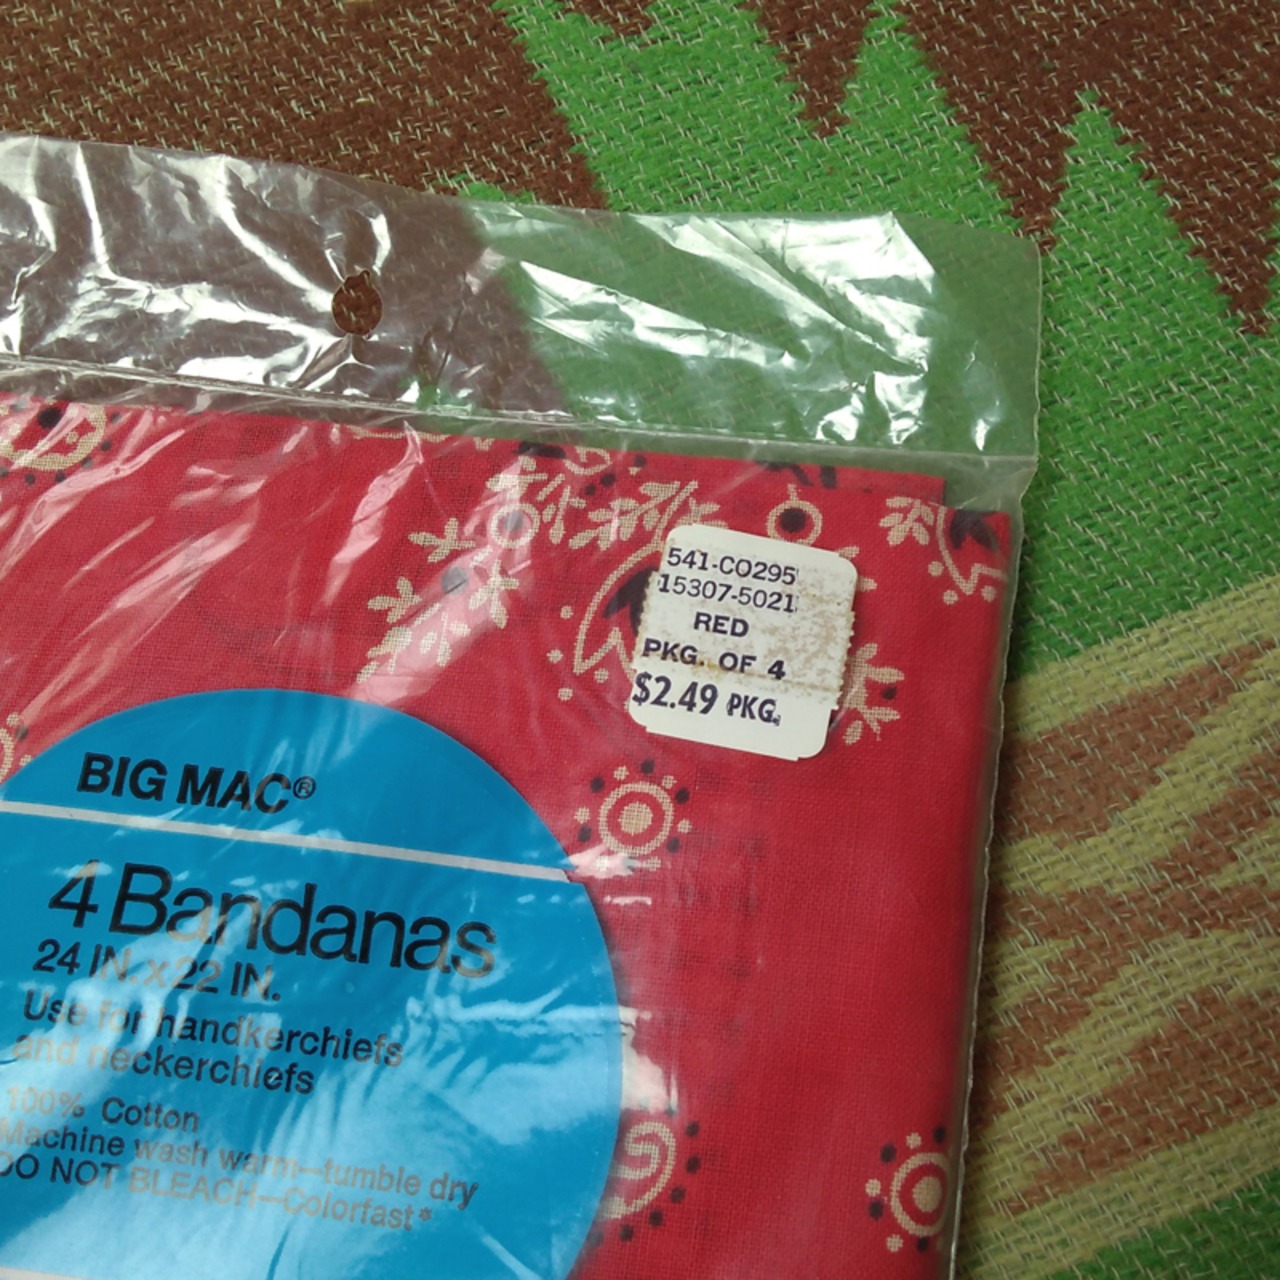 541-CO295
15307-5021
RED
PKG. OF 4
$2.49 PKG.
BIG MAC®
4 Bandanas
24 IN. x 22 IN.
Use for handkerchiefs
and neckerchiefs
100% Cotton
Machine wash warm—tumble dry
DO NOT BLEACH—Colorfast*